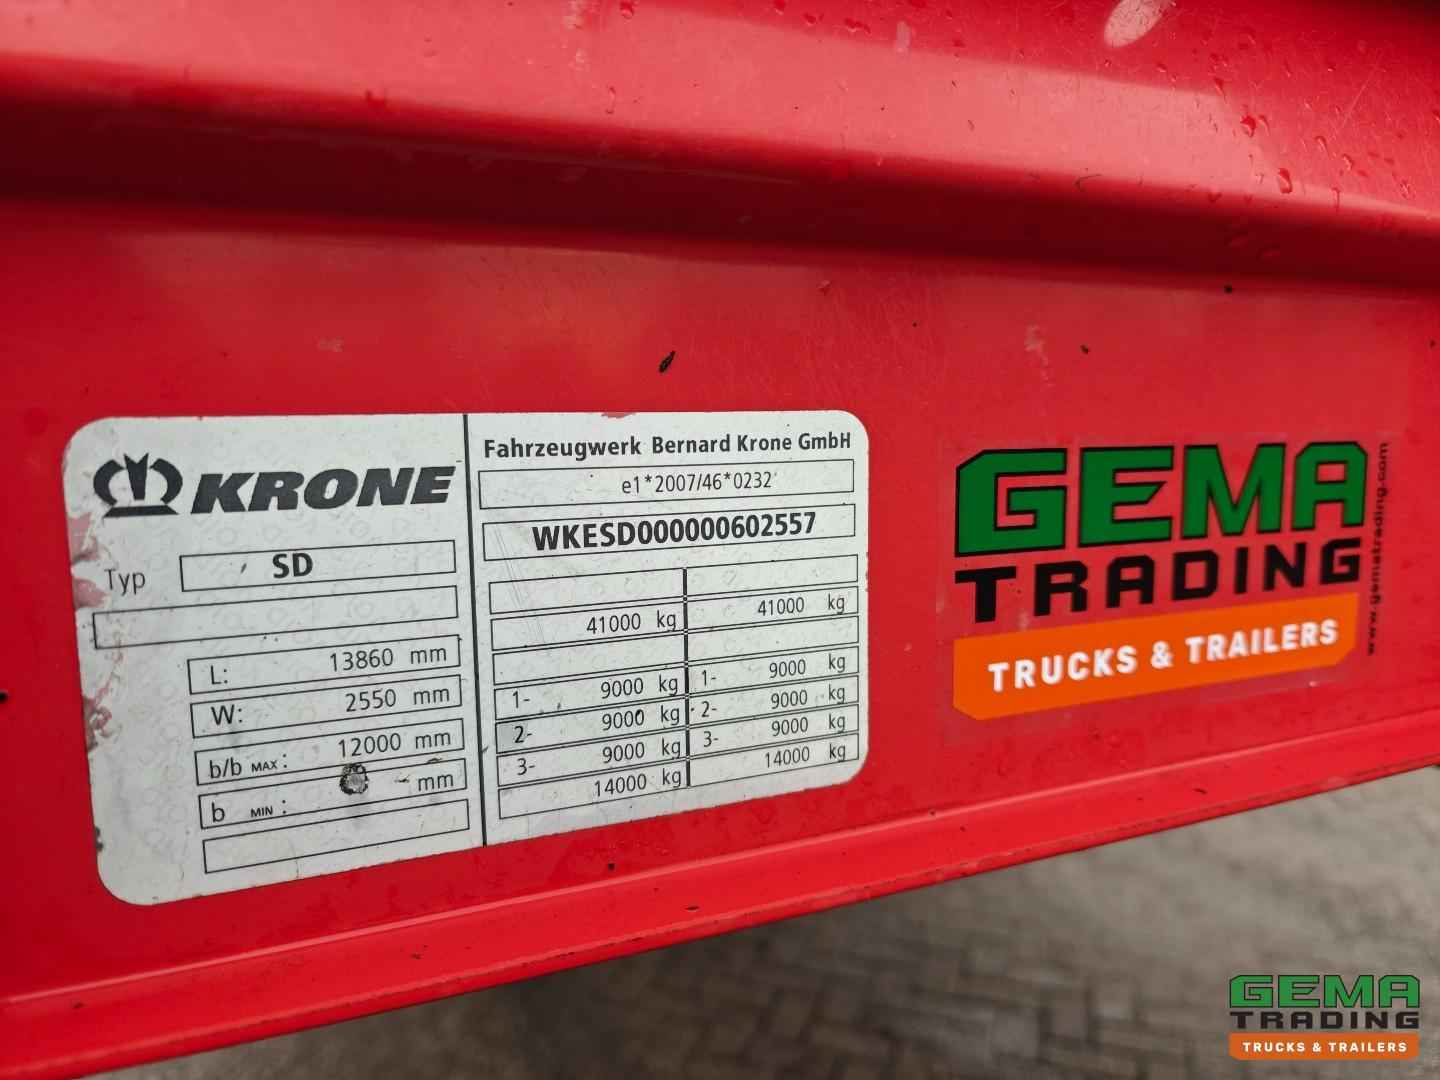 KRONE
Typ SD
L: 13860 mm
W: 2550 mm
b/b MAX: 12000 mm
b MIN: mm
Fahrzeugwerk Bernard Krone GmbH
e1*2007/46*0232
WKESD000000602557
41000 kg 41000 kg
1- 9000 kg 1- 9000 kg
2- 9000 kg 2- 9000 kg
3- 9000 kg 3- 9000 kg
14000 kg 14000 kg
GEMA
TRADING
TRUCKS & TRAILERS
www.gematrading.com
GEMA
TRADING
TRUCKS & TRAILERS